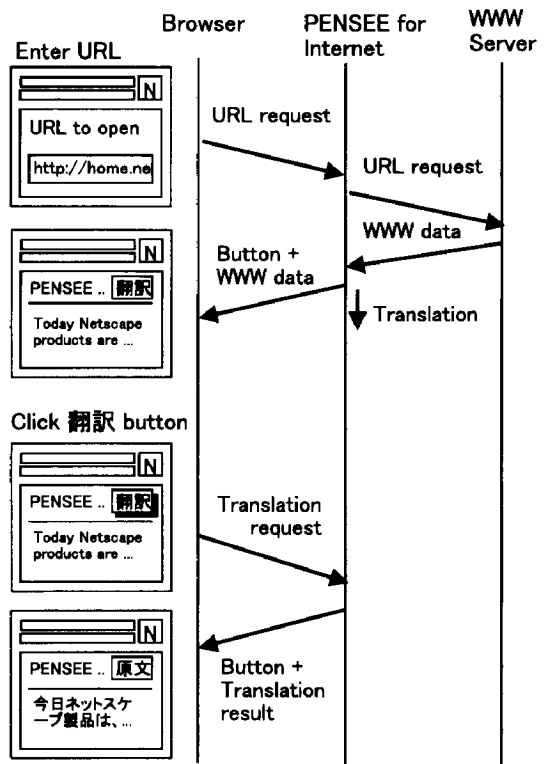 Browser
PENSEE for
Internet
WWW
Server
Enter URL
N
URL to open
http://home.ne
URL request
URL request
WWW data
Button +
WWW data
Translation
N
PENSEE .. 翻訳
Today Netscape
products are ...
Click 翻訳 button
N
PENSEE .. 翻訳
Today Netscape
products are ...
Translation
request
N
PENSEE .. 原文
今日ネットスケ
ープ製品は、...
Button +
Translation
result